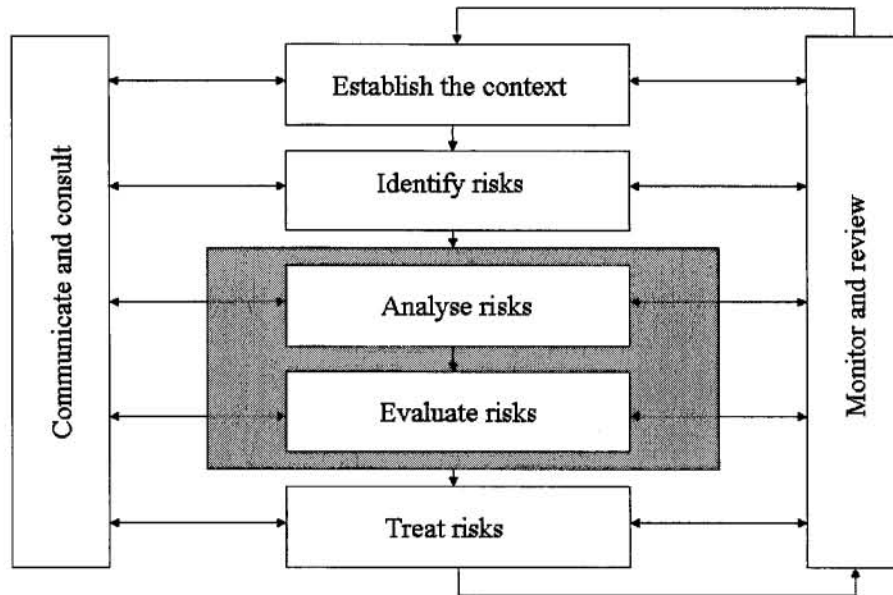 Communicate and consult
Establish the context
Identify risks
Analyse risks
Evaluate risks
Treat risks
Monitor and review